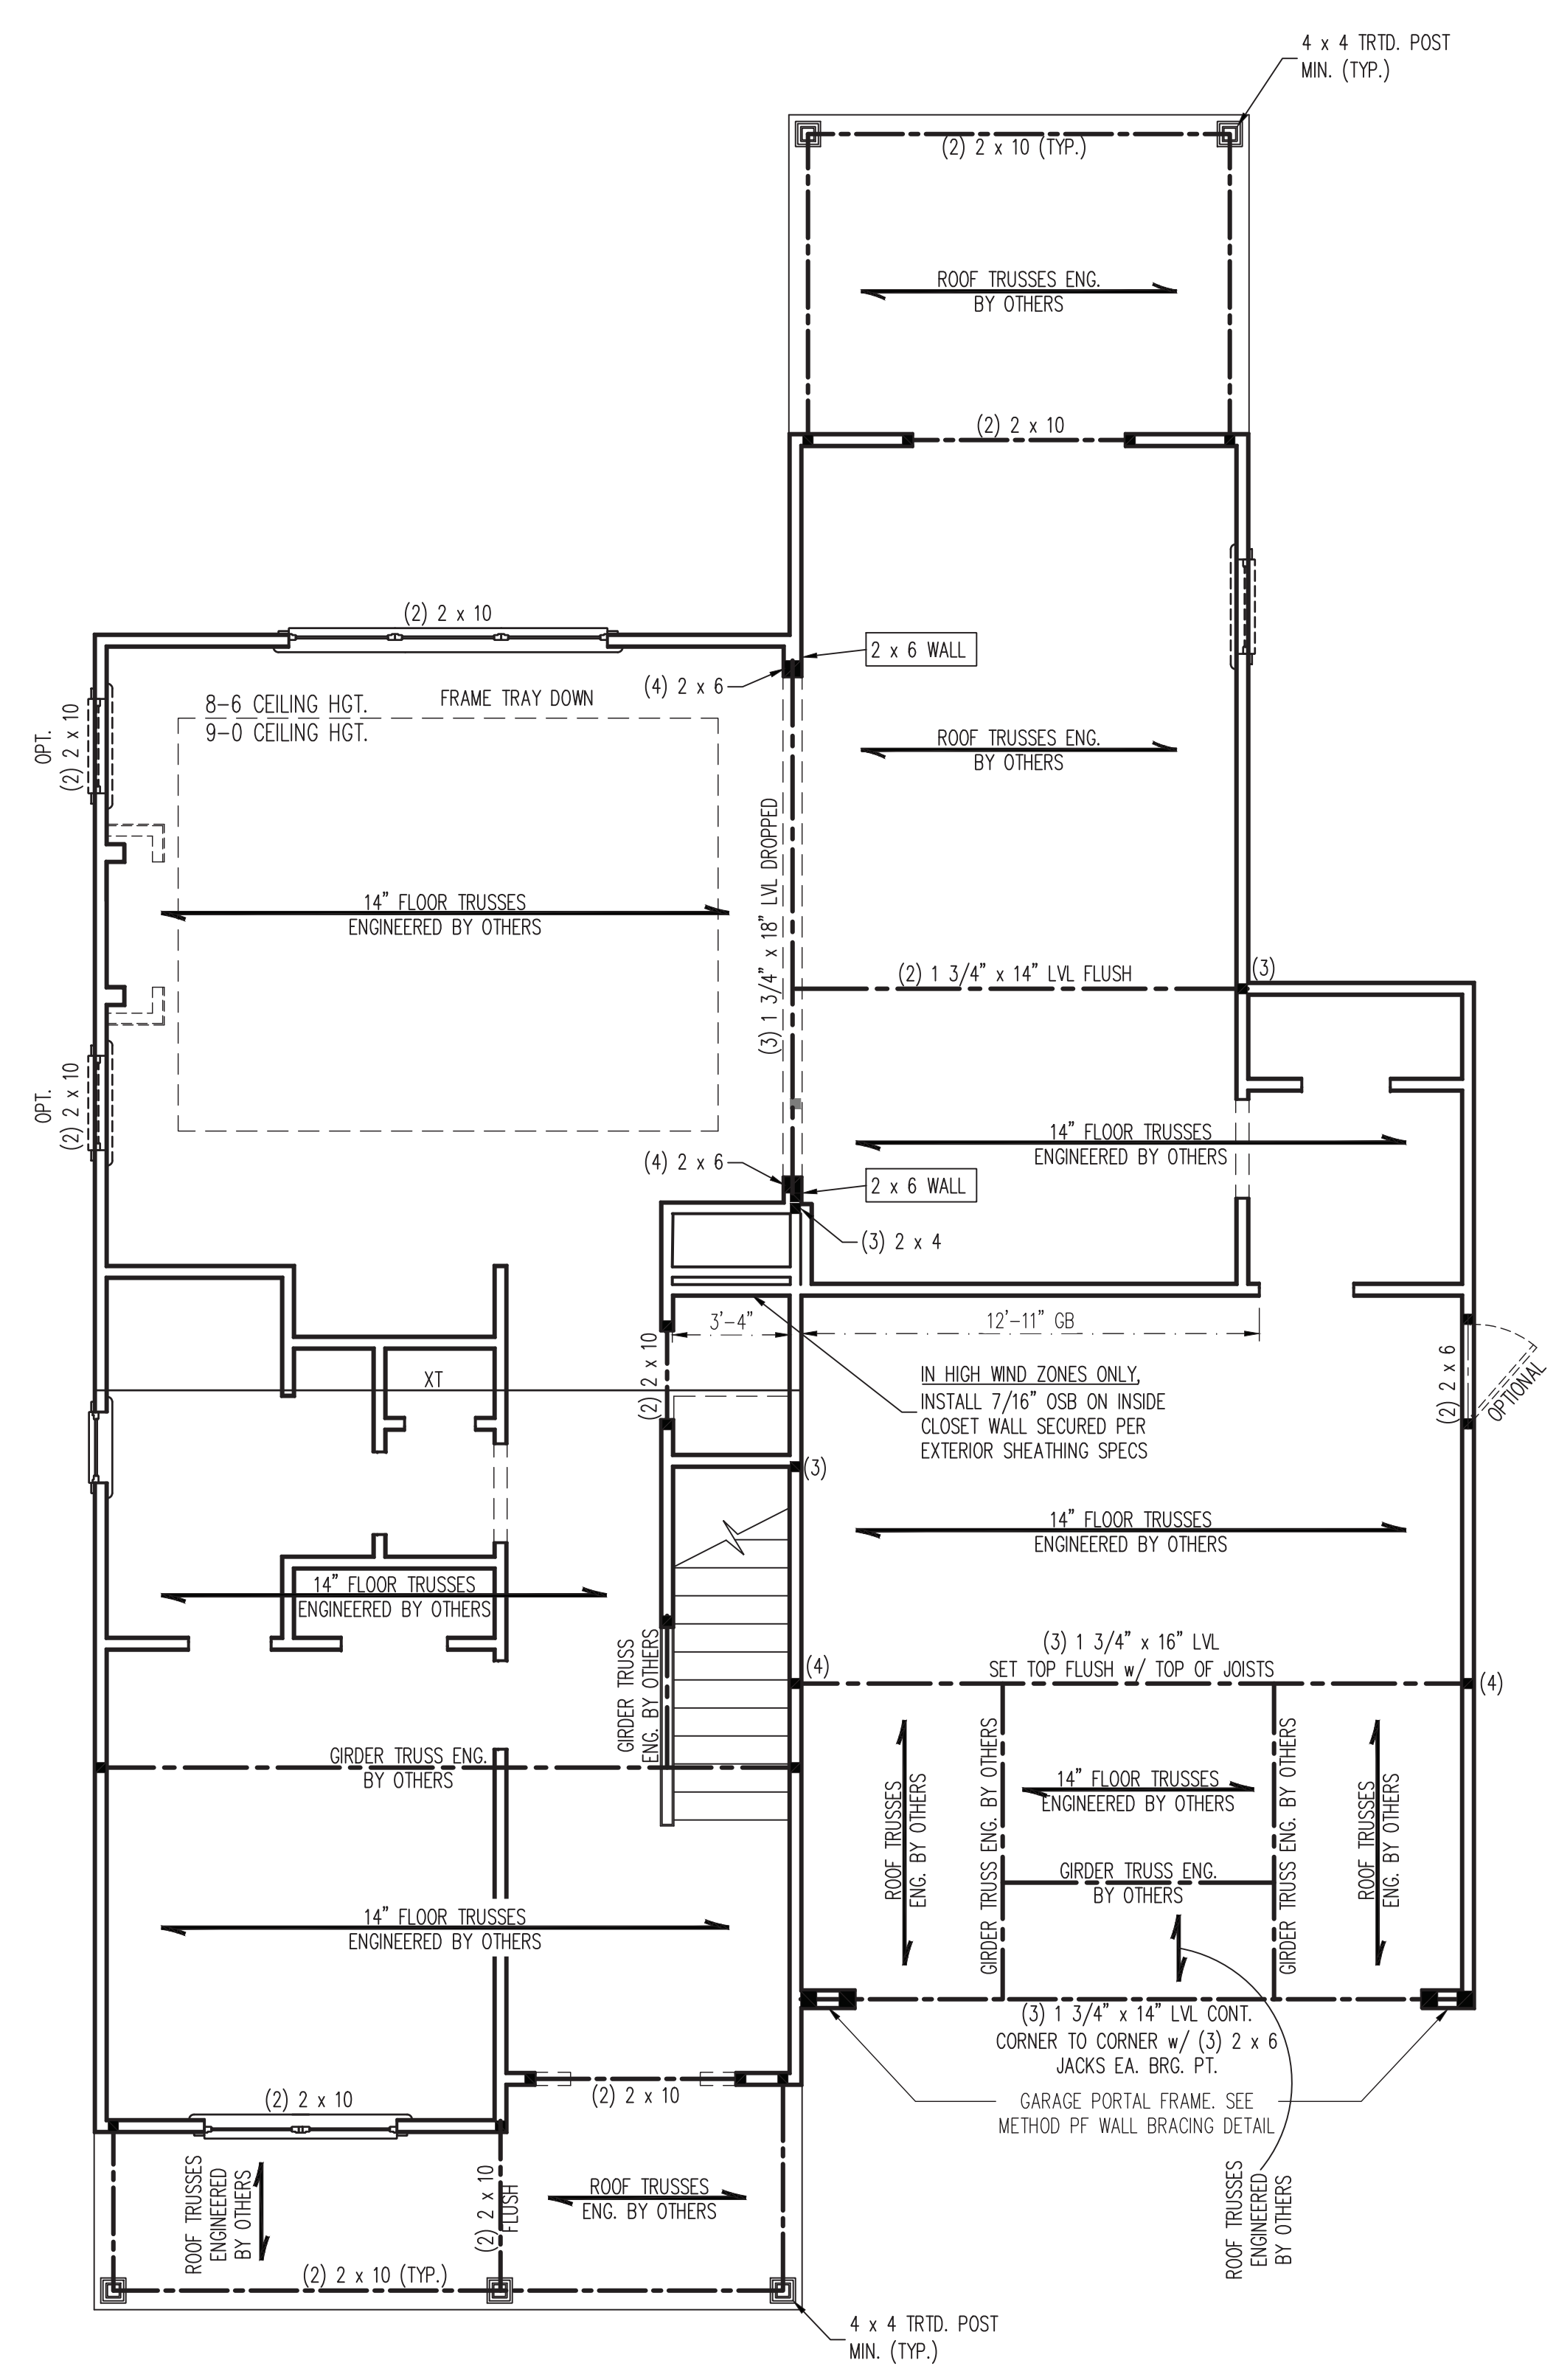 4 x 4 TRTD. POST
MIN. (TYP.)
(2) 2 x 10 (TYP.)
ROOF TRUSSES ENG.
BY OTHERS
(2) 2 x 10
(2) 2 x 10
2 x 6 WALL
(4) 2 x 6
8-6 CEILING HGT.
FRAME TRAY DOWN
9-0 CEILING HGT.
OPT.
(2) 2 x 10
ROOF TRUSSES ENG.
BY OTHERS
(3) 1 3/4" x 18" LVL DROPPED
14" FLOOR TRUSSES
ENGINEERED BY OTHERS
(2) 1 3/4" x 14" LVL FLUSH
(3)
OPT.
(2) 2 x 10
14" FLOOR TRUSSES
ENGINEERED BY OTHERS
(4) 2 x 6
2 x 6 WALL
(3) 2 x 4
3'-4"
12'-11" GB
(2) 2 x 10
XT
IN HIGH WIND ZONES ONLY,
INSTALL 7/16" OSB ON INSIDE
CLOSET WALL SECURED PER
EXTERIOR SHEATHING SPECS
(2) 2 x 6
OPTIONAL
(3)
14" FLOOR TRUSSES
ENGINEERED BY OTHERS
14" FLOOR TRUSSES
ENGINEERED BY OTHERS
GIRDER TRUSS
ENG. BY OTHERS
(4)
(3) 1 3/4" x 16" LVL
SET TOP FLUSH w/ TOP OF JOISTS
(4)
GIRDER TRUSS ENG.
BY OTHERS
ROOF TRUSSES
ENG. BY OTHERS
GIRDER TRUSS ENG. BY OTHERS
14" FLOOR TRUSSES
ENGINEERED BY OTHERS
GIRDER TRUSS ENG.
BY OTHERS
GIRDER TRUSS ENG. BY OTHERS
ROOF TRUSSES
ENG. BY OTHERS
14" FLOOR TRUSSES
ENGINEERED BY OTHERS
(3) 1 3/4" x 14" LVL CONT.
CORNER TO CORNER w/ (3) 2 x 6
JACKS EA. BRG. PT.
GARAGE PORTAL FRAME. SEE
METHOD PF WALL BRACING DETAIL
(2) 2 x 10
(2) 2 x 10
ROOF TRUSSES
ENGINEERED
BY OTHERS
(2) 2 x 10
FLUSH
ROOF TRUSSES
ENG. BY OTHERS
ROOF TRUSSES
ENGINEERED
BY OTHERS
(2) 2 x 10 (TYP.)
4 x 4 TRTD. POST
MIN. (TYP.)